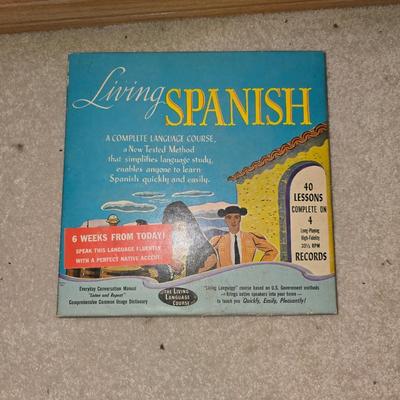 Living SPANISH
A COMPLETE LANGUAGE COURSE,
a New Tested Method
that simplifies language study,
enables anyone to learn
Spanish quickly and easily.
40
LESSONS
COMPLETE ON
4
Long-Playing
High-Fidelity
33⅓ RPM
RECORDS
6 WEEKS FROM TODAY!
SPEAK THIS LANGUAGE FLUENTLY
WITH A PERFECT NATIVE ACCENT!
Everyday Conversation Manual
"Listen and Repeat"
Comprehensive Common Usage Dictionary
THE LIVING
LANGUAGE
COURSE
"Living Language" course based on U.S. Government methods
—brings native speakers into your home—
to teach you Quickly, Easily, Pleasantly!